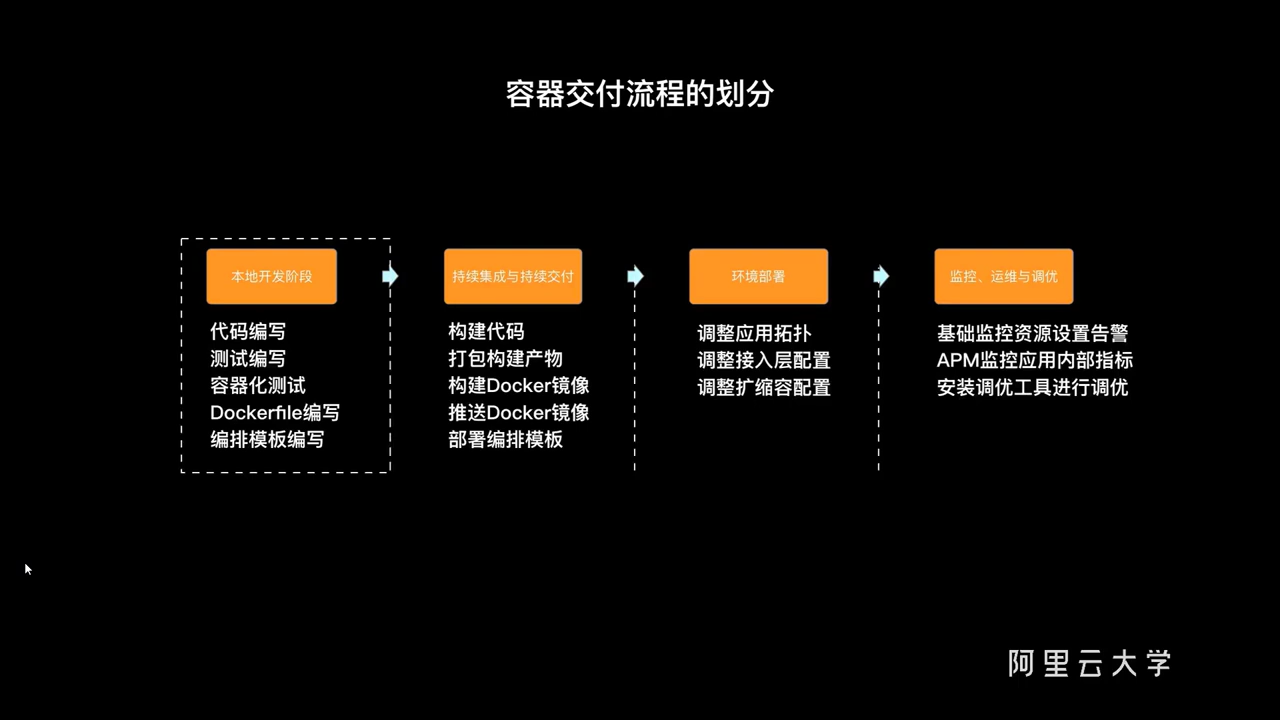 容器交付流程的划分
本地开发阶段
代码编写
测试编写
容器化测试
Dockerfile编写
编排模板编写
持续集成与持续交付
构建代码
打包构建产物
构建Docker镜像
推送Docker镜像
部署编排模板
环境部署
调整应用拓扑
调整接入层配置
调整扩缩容配置
监控、运维与调优
基础监控资源设置告警
APM监控应用内部指标
安装调优工具进行调优
阿里云大学